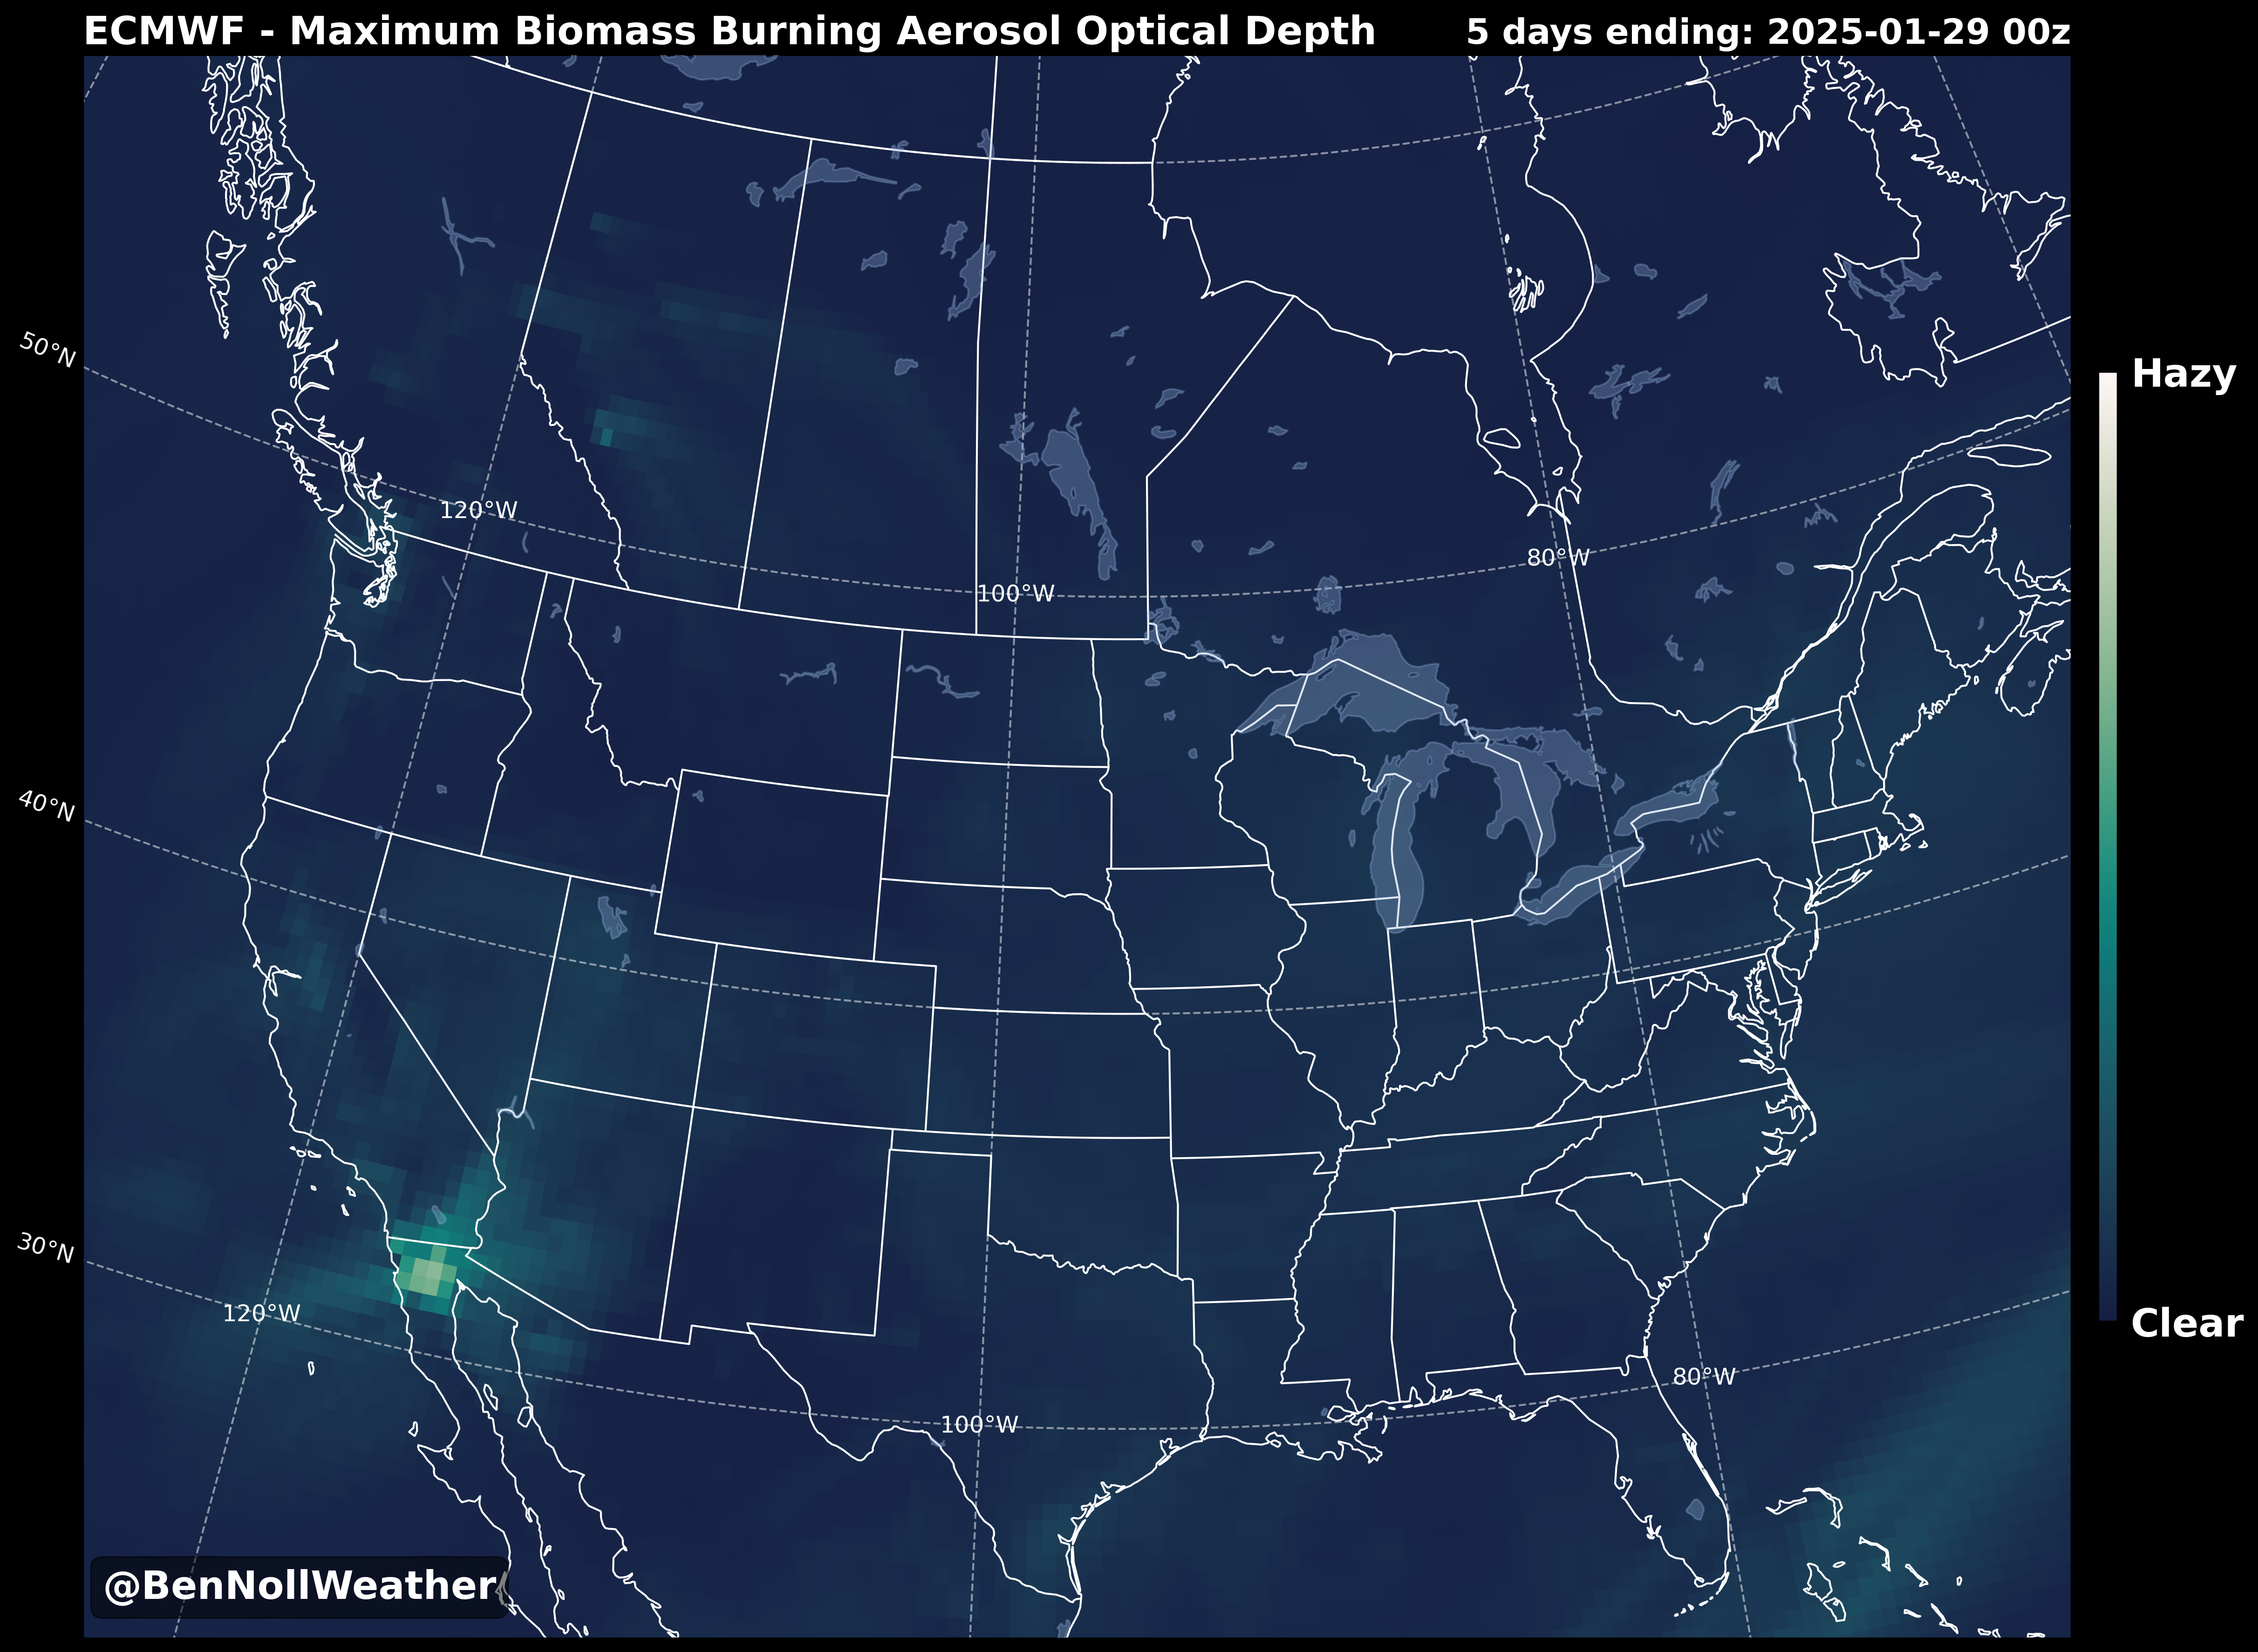 ECMWF - Maximum Biomass Burning Aerosol Optical Depth
5 days ending: 2025-01-29 00z
50°N
Hazy
120°W
80°W
100°W
40°N
30°N
120°W
Clear
80°W
100°W
@BenNollWeather